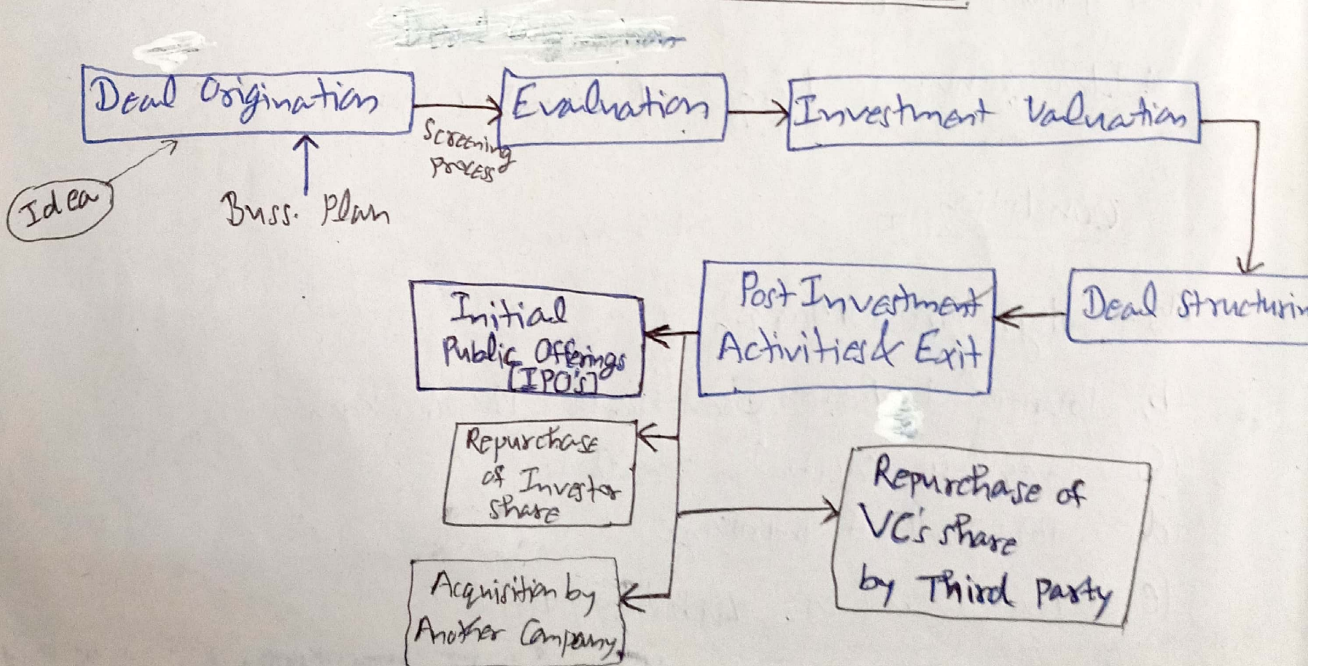 Deal Origination
Screening
Process
Evaluation
Investment Valuation
Idea
Buss. Plan
Deal Structurin
Post Investment
Activities & Exit
Initial
Public Offerings
[IPO's]
Repurchase
of Investor
share
Acquisition by
Another Company
Repurchase of
VC's share
by Third Party